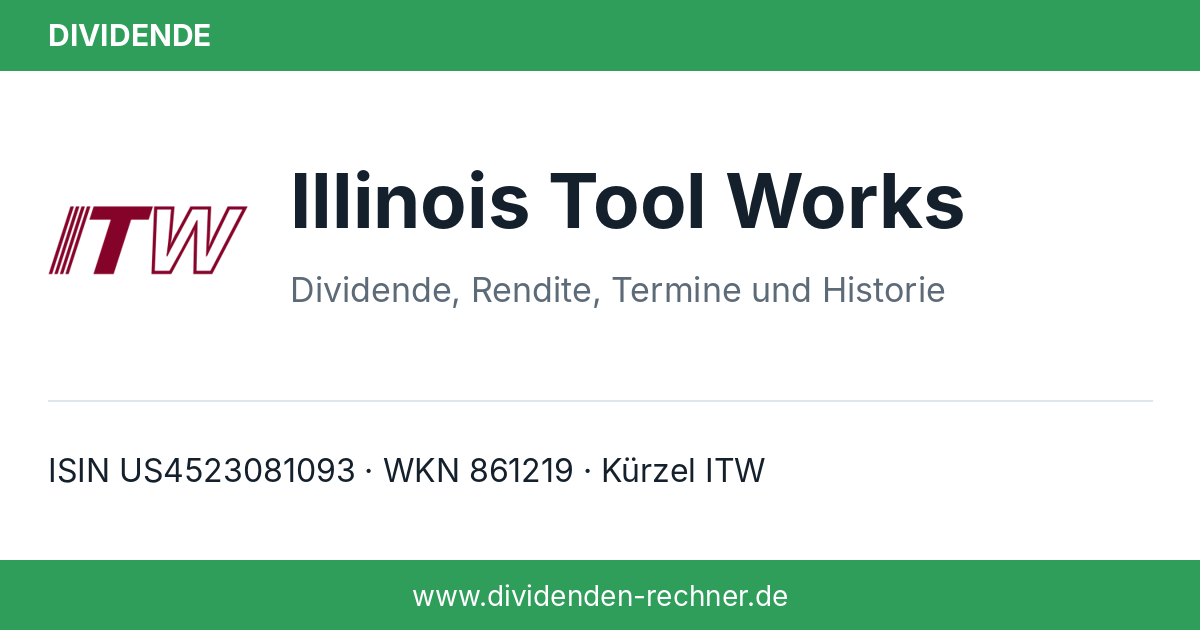 DIVIDENDE
ITW
Illinois Tool Works
Dividende, Rendite, Termine und Historie
ISIN US4523081093 · WKN 861219 · Kürzel ITW
www.dividenden-rechner.de